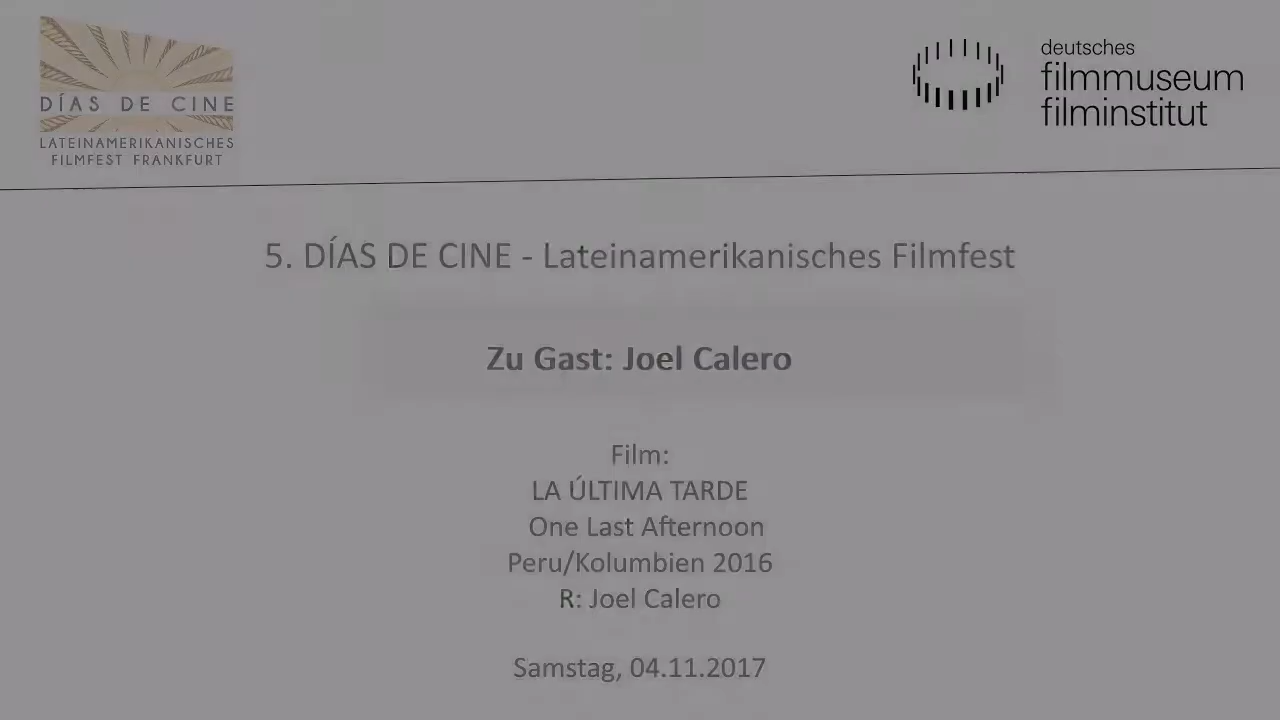 DÍAS DE CINE
LATEINAMERIKANISCHES
FILMFEST FRANKFURT
deutsches
filmmuseum
filminstitut
5. DÍAS DE CINE - Lateinamerikanisches Filmfest
Zu Gast: Joel Calero
Film:
LA ÚLTIMA TARDE
One Last Afternoon
Peru/Kolumbien 2016
R: Joel Calero
Samstag, 04.11.2017